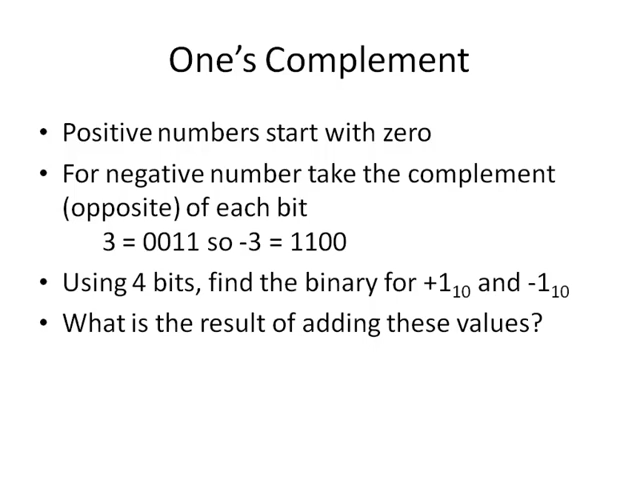 One’s Complement
• Positive numbers start with zero
• For negative number take the complement
(opposite) of each bit
3 = 0011 so -3 = 1100
• Using 4 bits, find the binary for +1₁₀ and -1₁₀
• What is the result of adding these values?